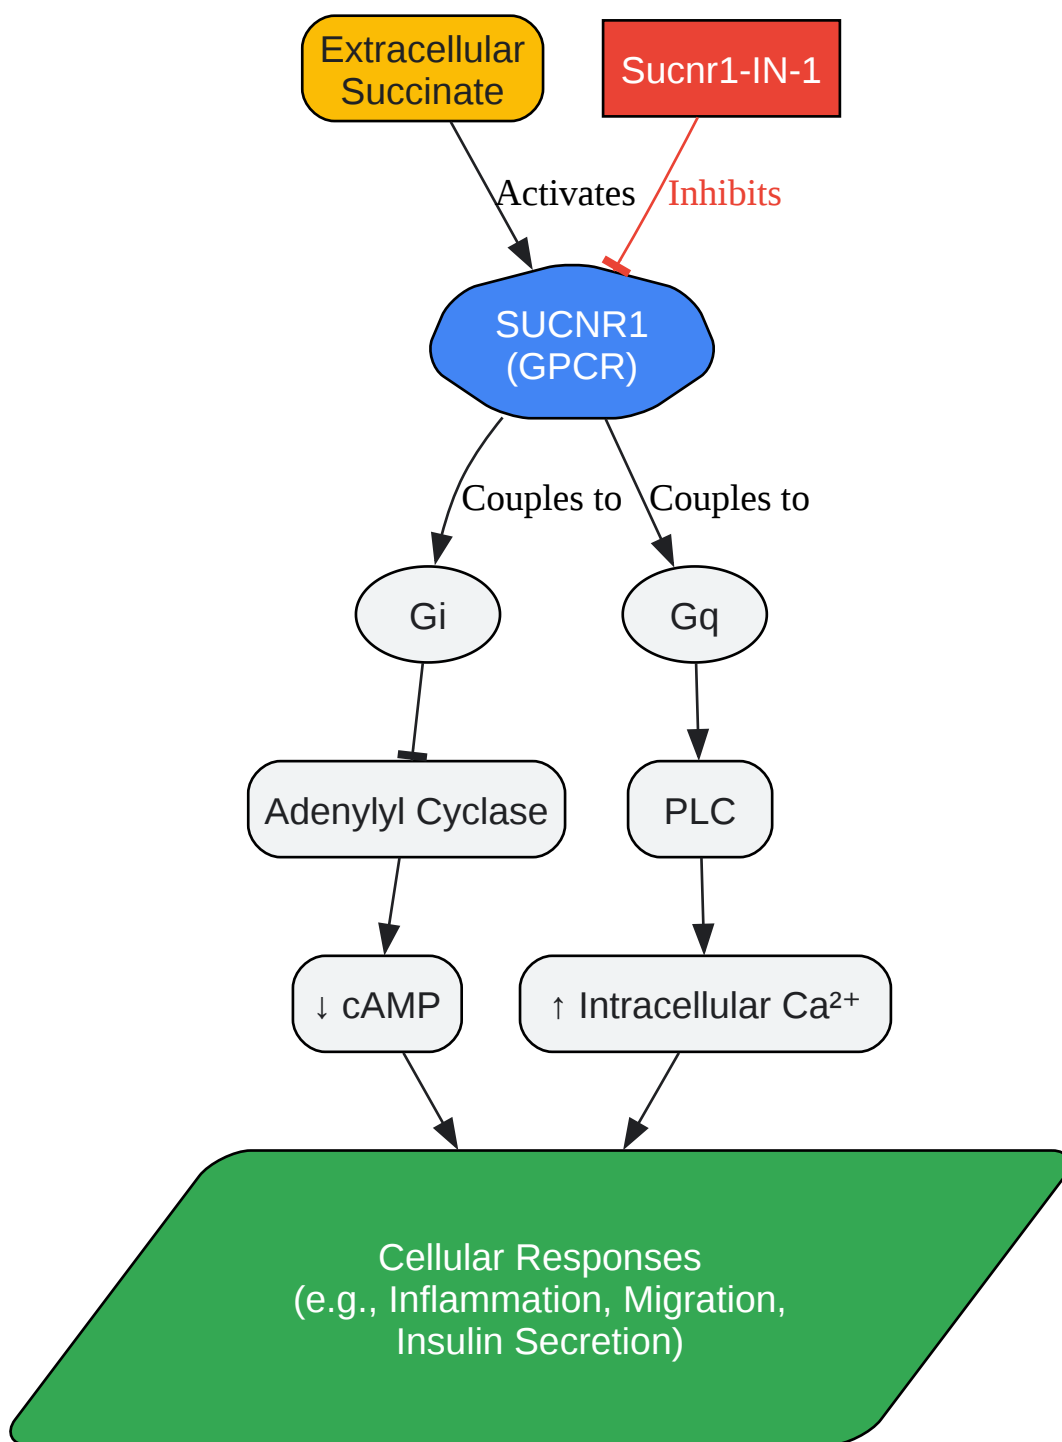 Extracellular
Succinate
Sucnr1-IN-1
Activates
Inhibits
SUCNR1
(GPCR)
Couples to
Couples to
Gi
Gq
Adenylyl Cyclase
PLC
↓ cAMP
↑ Intracellular Ca²⁺
Cellular Responses
(e.g., Inflammation, Migration,
Insulin Secretion)